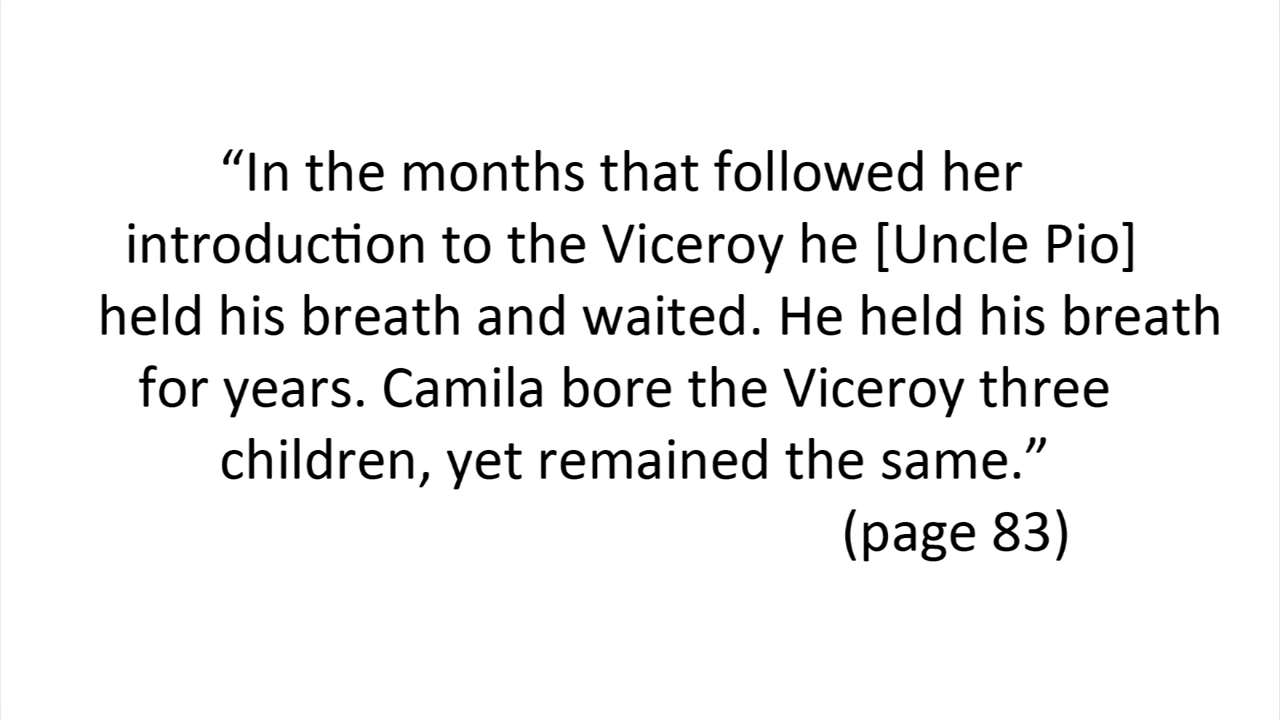 “In the months that followed her
introduction to the Viceroy he [Uncle Pio]
held his breath and waited. He held his breath
for years. Camila bore the Viceroy three
children, yet remained the same.”
(page 83)